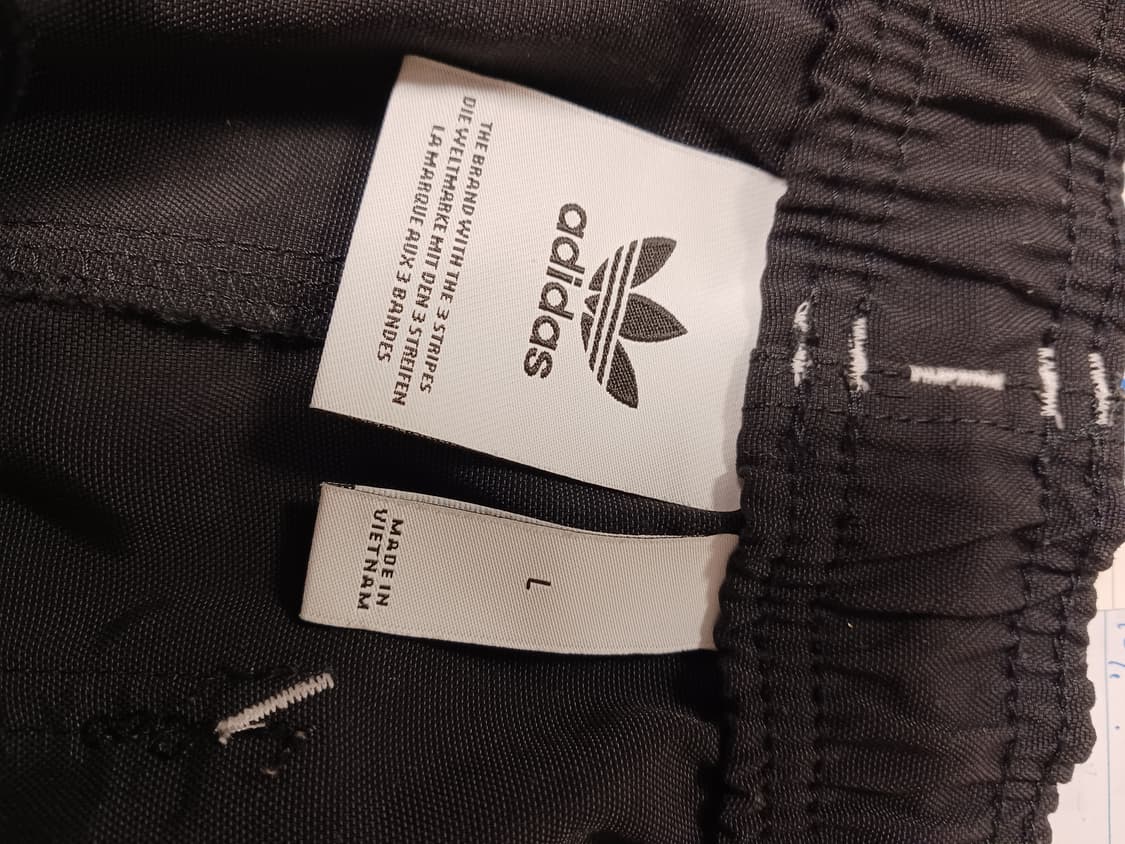 adidas
THE BRAND WITH THE 3 STRIPES
DIE WELTMARKE MIT DEN 3 STREIFEN
LA MARQUE AUX 3 BANDES
L
MADE IN
VIETNAM